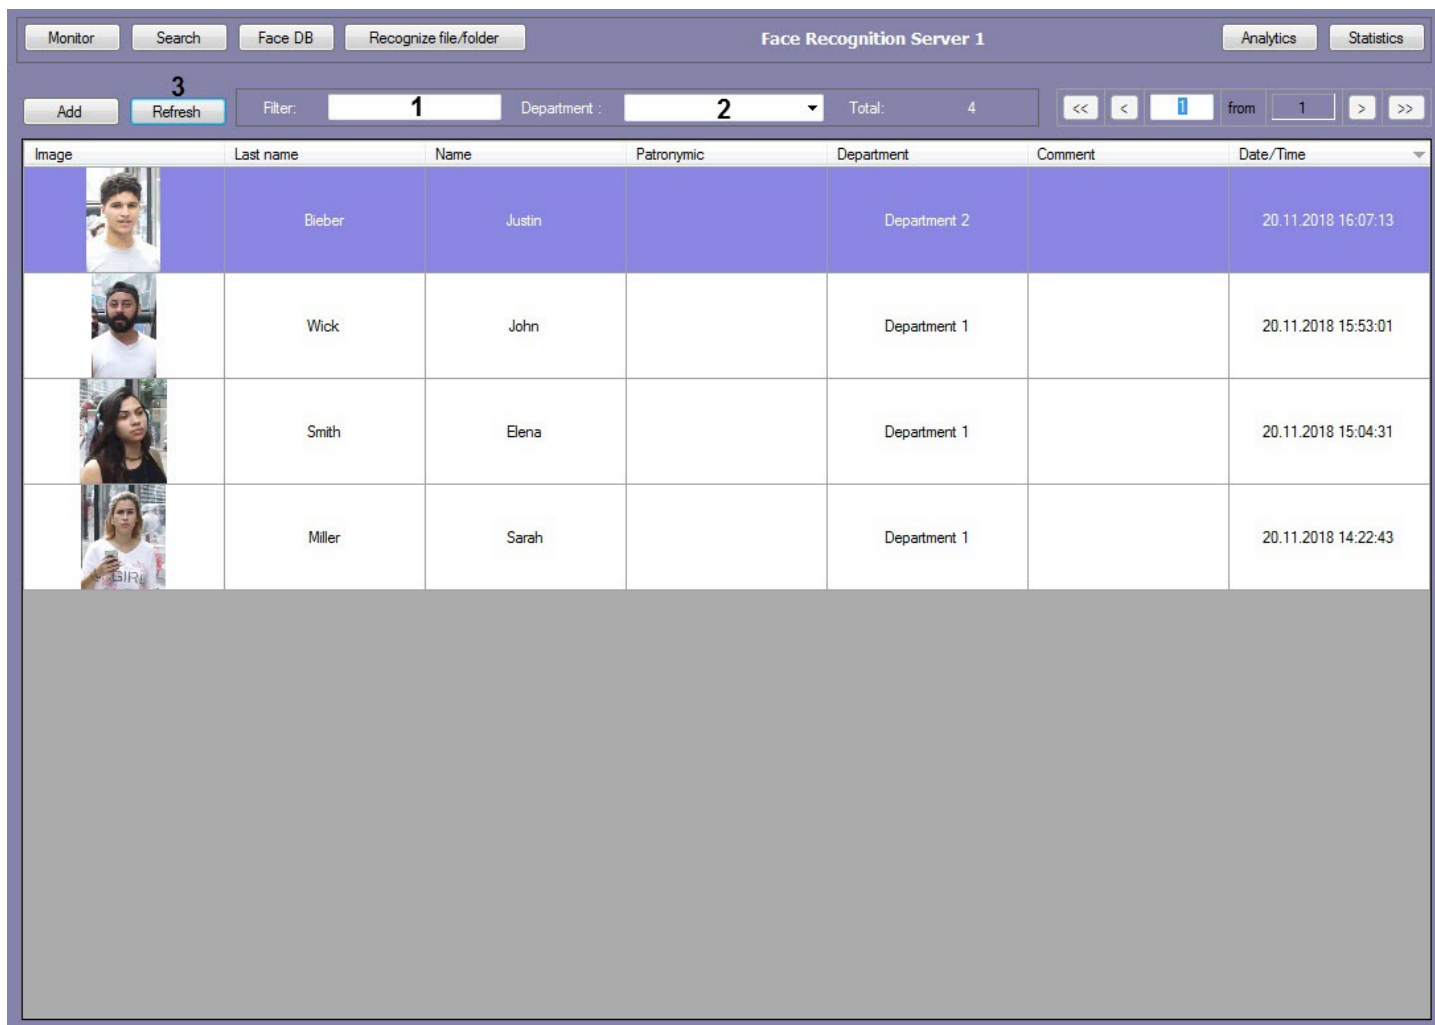 Monitor Search Face DB Recognize file/folder Face Recognition Server 1 Analytics Statistics
3
Add Refresh Filter: 1 Department : 2 Total: 4 << < 1 from 1 > >>
Image Last name Name Patronymic Department Comment Date/Time
Bieber Justin Department 2 20.11.2018 16:07:13
Wick John Department 1 20.11.2018 15:53:01
Smith Elena Department 1 20.11.2018 15:04:31
Miller Sarah Department 1 20.11.2018 14:22:43
GIRL